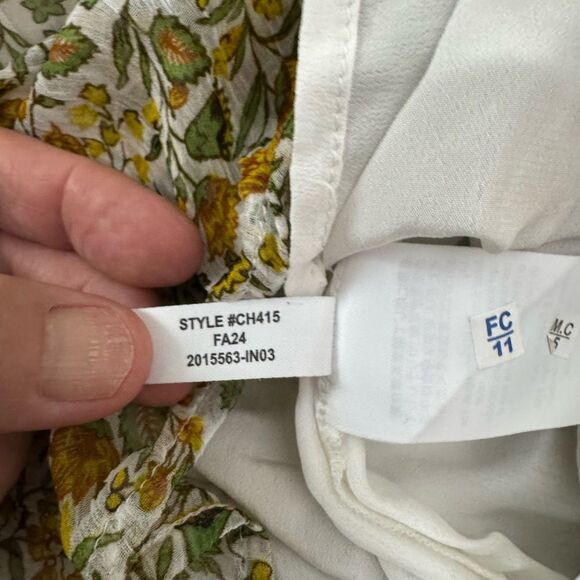 STYLE #CH415
FA24
2015563-IN03
FC
11
M.C
5